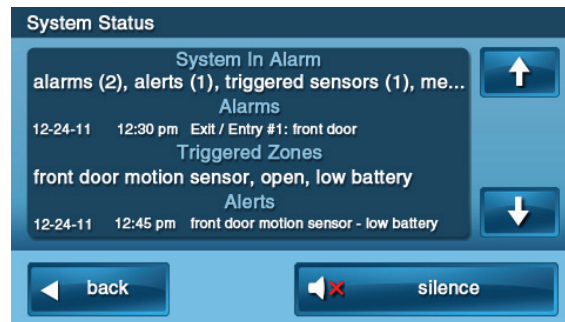 System Status
System In Alarm
alarms (2), alerts (1), triggered sensors (1), me...
Alarms
12-24-11 12:30 pm Exit / Entry #1: front door
Triggered Zones
front door motion sensor, open, low battery
Alerts
12-24-11 12:45 pm front door motion sensor - low battery
back
silence